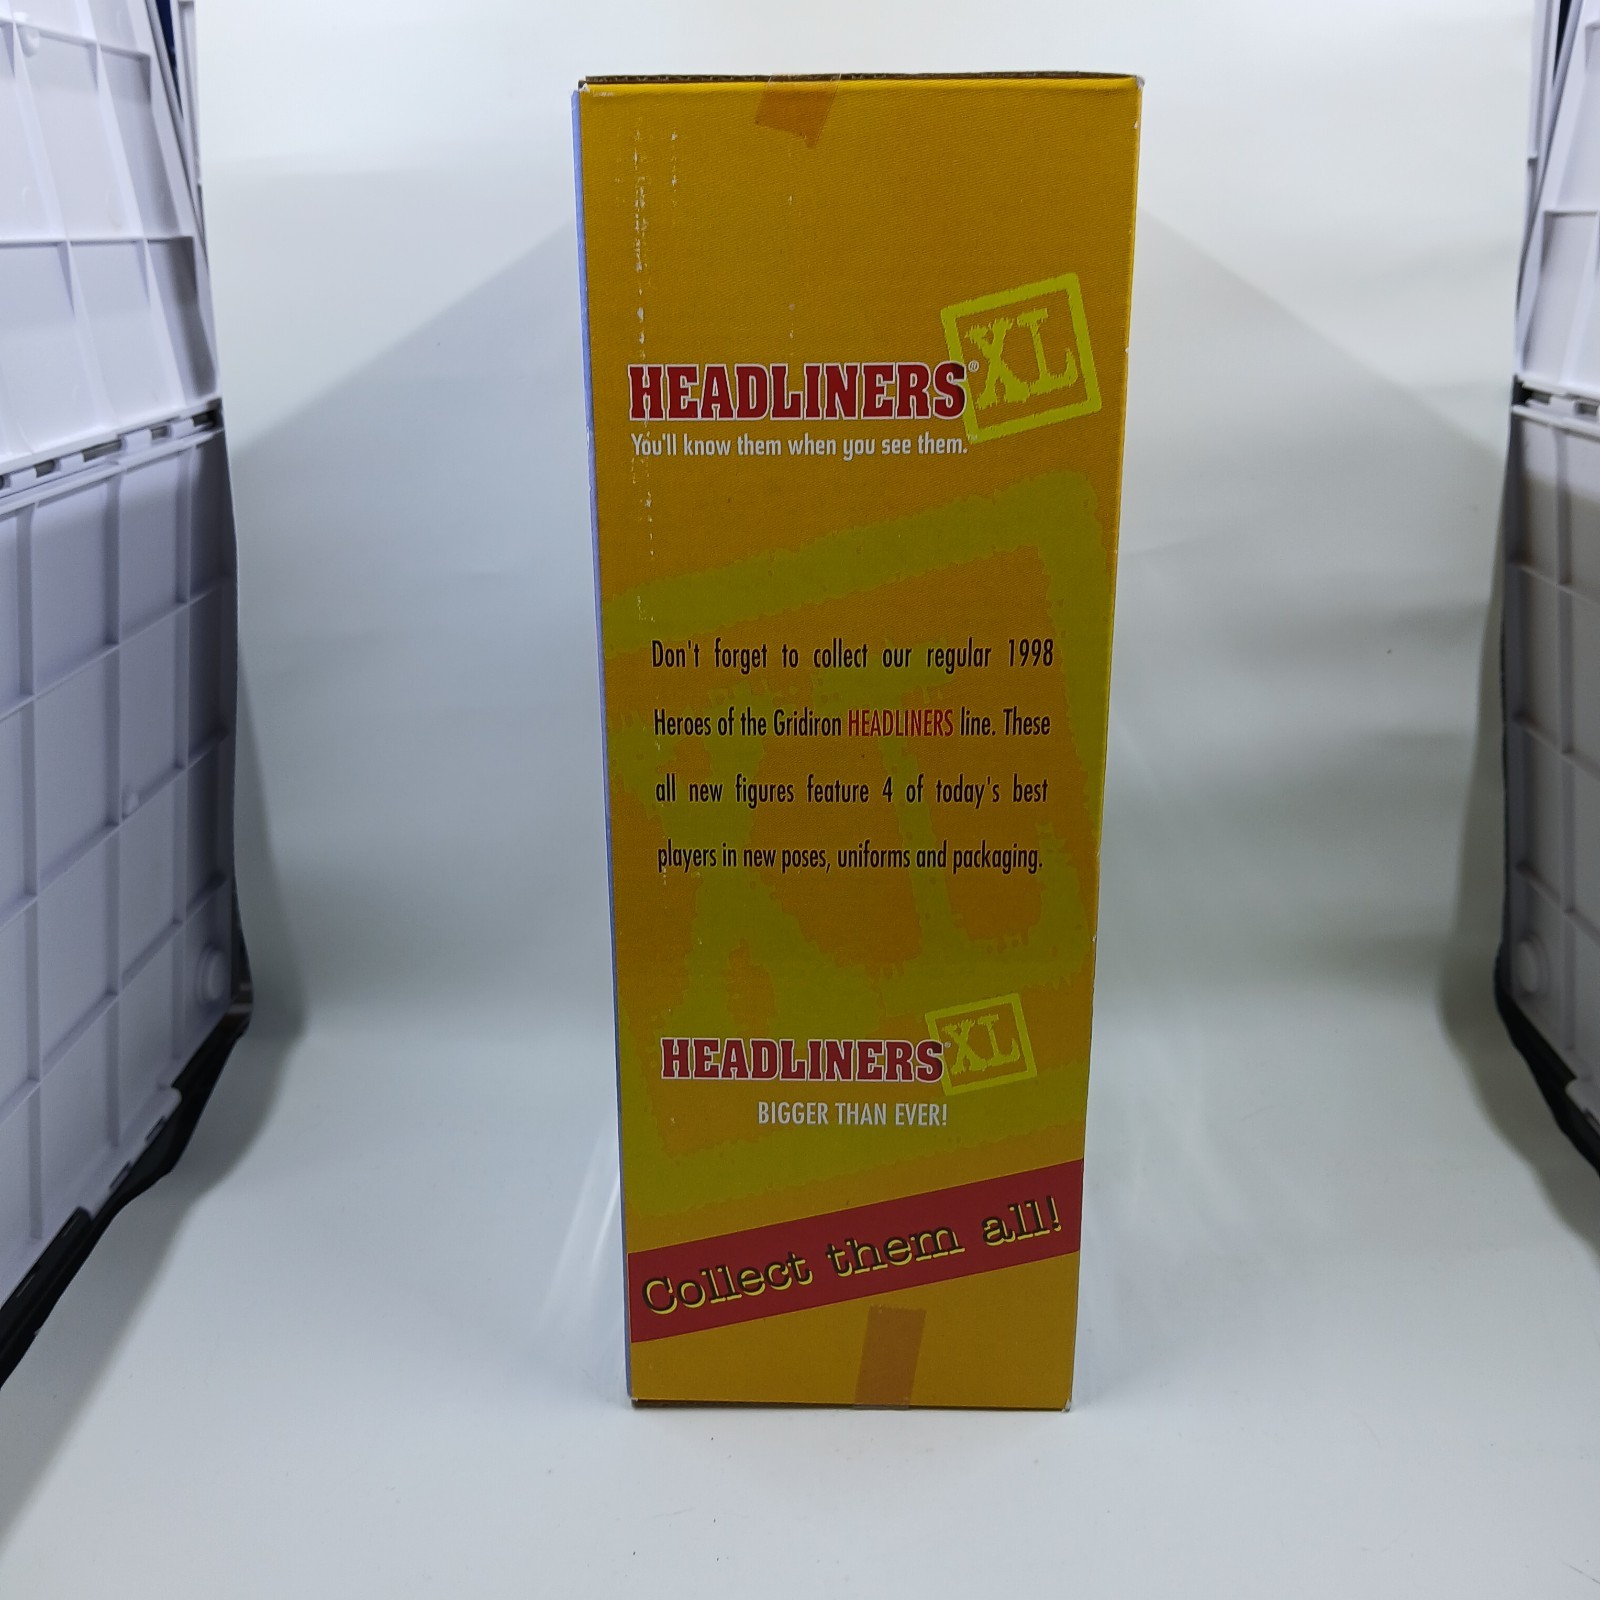 HEADLINERS® XL
You'll know them when you see them.™
Don't forget to collect our regular 1998
Heroes of the Gridiron HEADLINERS line. These
all new figures feature 4 of today's best
players in new poses, uniforms and packaging.
XL
HEADLINERS® XL
BIGGER THAN EVER!
Collect them all!